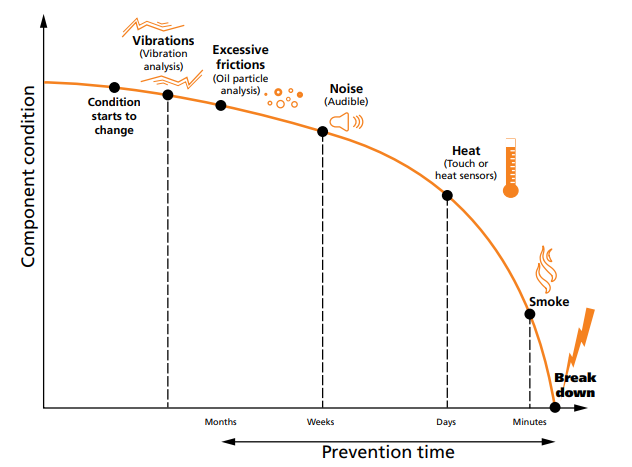 Vibrations
(Vibration
analysis)
Excessive
frictions
(Oil particle
analysis)
Noise
(Audible)
Condition
starts to
change
Heat
(Touch or
heat sensors)
Smoke
Break
down
Component condition
Months
Weeks
Days
Minutes
Prevention time